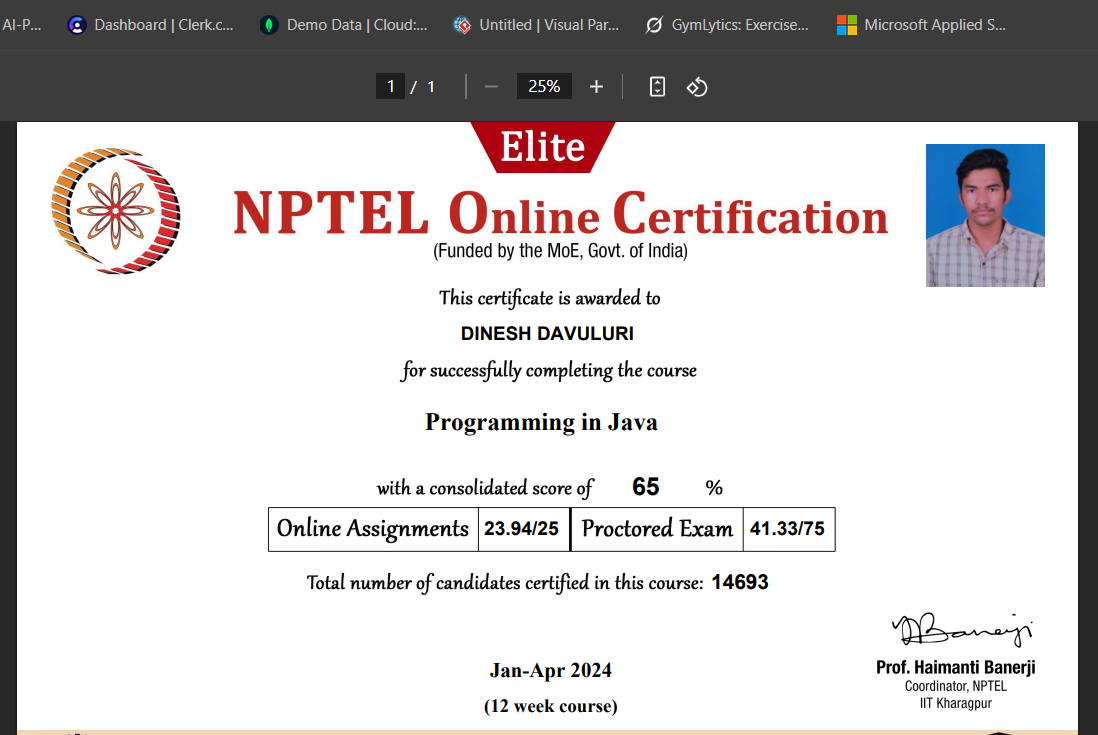 AI-P... Dashboard | Clerk.c... Demo Data | Cloud:... Untitled | Visual Par... GymLytics: Exercise... Microsoft Applied S...
1 / 1 25%
Elite
NPTEL Online Certification
(Funded by the MoE, Govt. of India)
This certificate is awarded to
DINESH DAVULURI
for successfully completing the course
Programming in Java
with a consolidated score of 65 %
Online Assignments 23.94/25 Proctored Exam 41.33/75
Total number of candidates certified in this course: 14693
Banerji
Prof. Haimanti Banerji
Coordinator, NPTEL
IIT Kharagpur
Jan-Apr 2024
(12 week course)